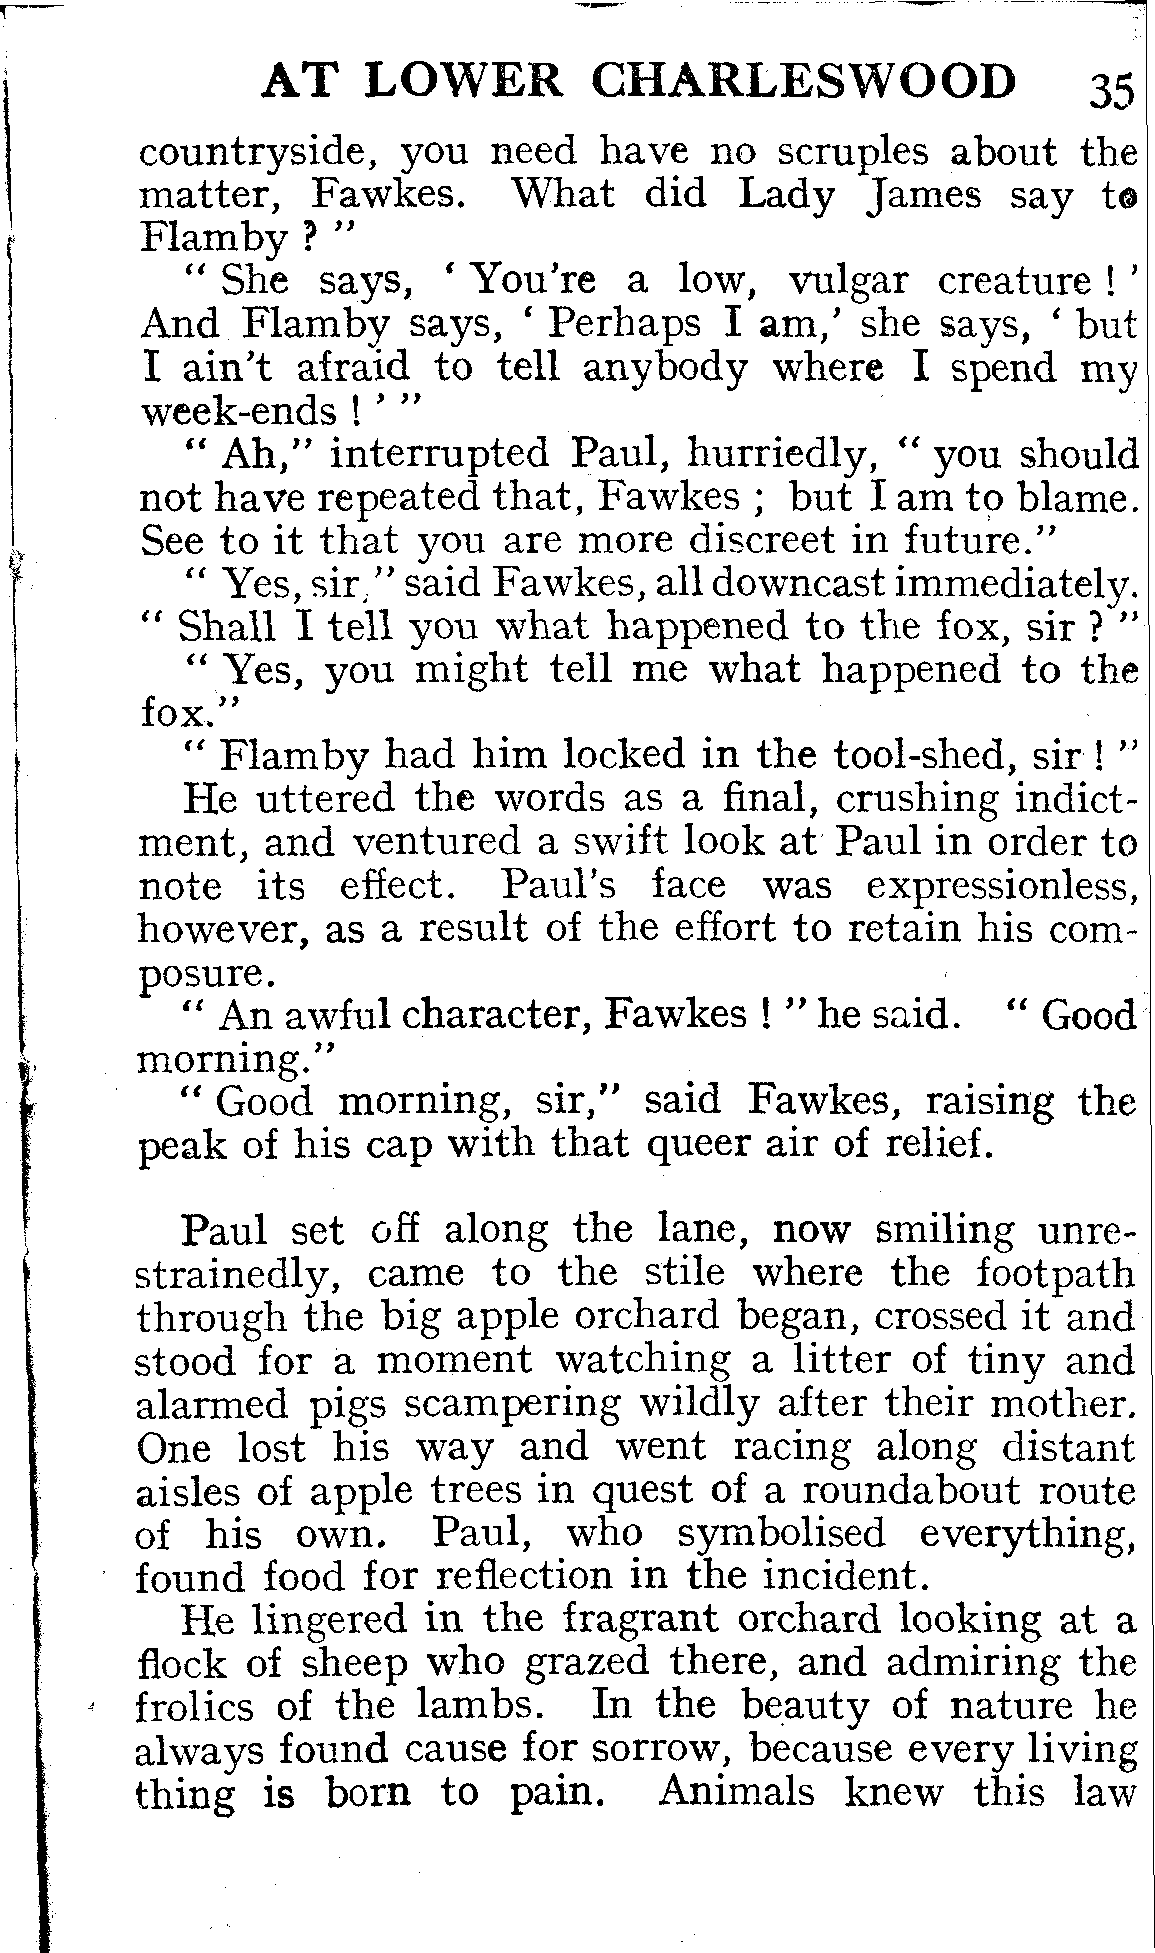 AT LOWER CHARLESWOOD 35
countryside, you need have no scruples about the
matter, Fawkes. What did Lady James say to
Flamby ? ”
“ She says, ‘ You're a low, vulgar creature ! ’
And Flamby says, ‘ Perhaps I am,’ she says, ‘ but
I ain't afraid to tell anybody where I spend my
week-ends ! ’ ”
“ Ah,” interrupted Paul, hurriedly, “ you should
not have repeated that, Fawkes ; but I am to blame.
See to it that you are more discreet in future.”
“ Yes, sir,” said Fawkes, all downcast immediately.
“ Shall I tell you what happened to the fox, sir ? ”
“ Yes, you might tell me what happened to the
fox.”
“ Flamby had him locked in the tool-shed, sir ! ”
He uttered the words as a final, crushing indict-
ment, and ventured a swift look at Paul in order to
note its effect. Paul's face was expressionless,
however, as a result of the effort to retain his com-
posure.
“ An awful character, Fawkes ! ” he said. “ Good
morning.”
“ Good morning, sir,” said Fawkes, raising the
peak of his cap with that queer air of relief.
Paul set off along the lane, now smiling unre-
strainedly, came to the stile where the footpath
through the big apple orchard began, crossed it and
stood for a moment watching a litter of tiny and
alarmed pigs scampering wildly after their mother.
One lost his way and went racing along distant
aisles of apple trees in quest of a roundabout route
of his own. Paul, who symbolised everything,
found food for reflection in the incident.
He lingered in the fragrant orchard looking at a
flock of sheep who grazed there, and admiring the
frolics of the lambs. In the beauty of nature he
always found cause for sorrow, because every living
thing is born to pain. Animals knew this law